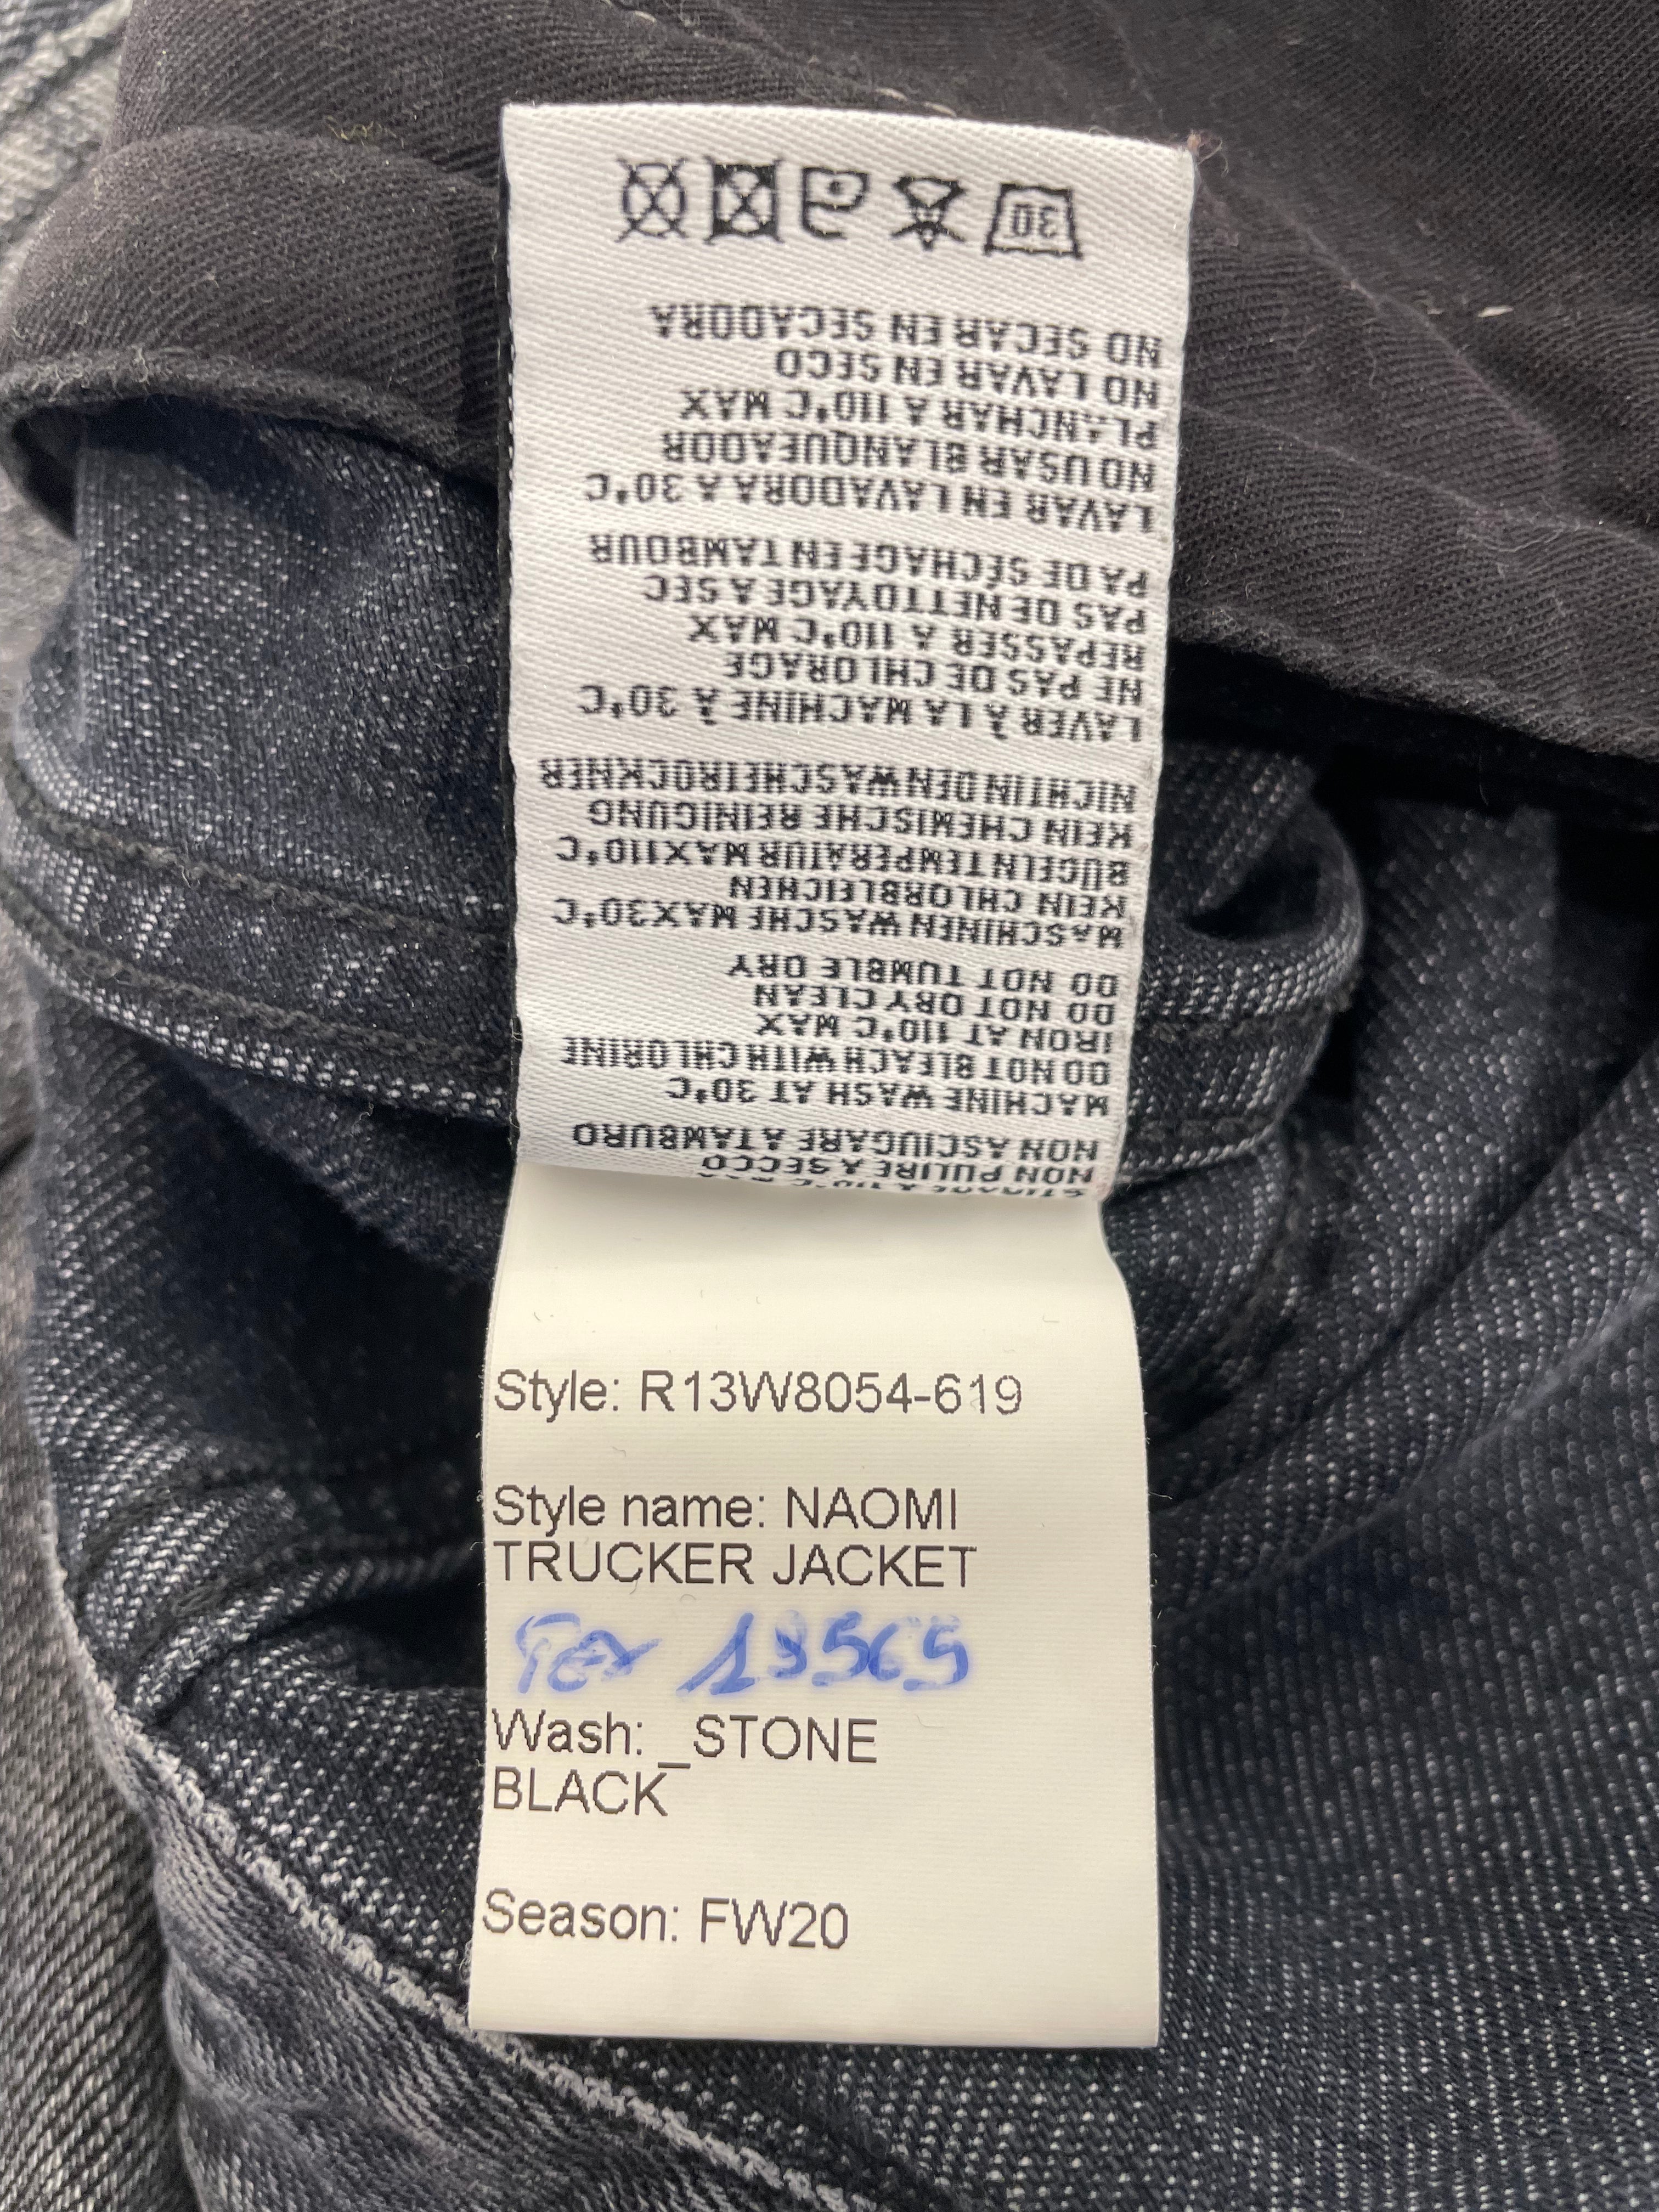 NON PULIRE A SECCO
NON ASCIUGARE A TAMBURO
MACHINE WASH AT 30°C
DO NOT BLEACH WITH CHLORINE
IRON AT 110°C MAX
DO NOT DRY CLEAN
DO NOT TUMBLE DRY
MASCHINEN WASCHE MAX 30°C
KEIN CHLORBLEICHEN
BÜGELN TEMPERATUR MAX 110°C
KEIN CHEMISCHE REINIGUNG
NICHT IN DEN WASCHETROCKNER
LAVER À LA MACHINE À 30°C
NE PAS DE CHLORAGE
REPASSER A 110°C MAX
PAS DE NETTOYAGE A SEC
PA DE SÉCHAGE EN TAMBOUR
LAVAR EN LAVADORA A 30°C
NO USAR BLANQUEADOR
PLANCHAR A 110°C MAX
NO LAVAR EN SECO
NO SECAR EN SECADORA
30
Style: R13W8054-619
Style name: NAOMI
TRUCKER JACKET
Wash: _STONE
BLACK
Season: FW20